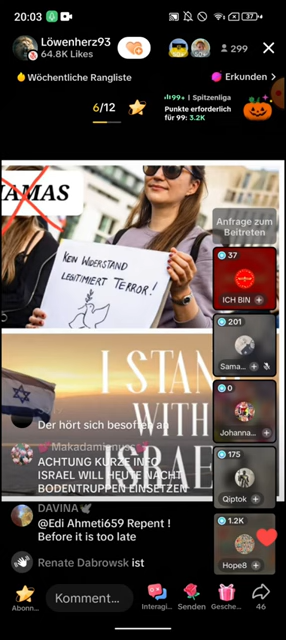 20:03
37
Löwenherz93
64.8K Likes
299
Wöchentliche Rangliste
Erkunden >
6/12
99+ | Spitzenliga
Punkte erforderlich
für 99: 3.2K
AMAS
KEIN WIDERSTAND
LEGITIMIERT TERROR!
Anfrage zum
Beitreten
37
ICH BIN
201
Sama...
0
Johanna...
175
Qiptok
1.2K
Hope8
I STAN
WITH
ISRAE
Der hört sich besoffen an
Makadamianuss
ACHTUNG KURZE INFO
ISRAEL WILL HEUTE NACHT
BODENTRUPPEN EINSETZEN
DAVINA
@Edi Ahmeti659 Repent !
Before it is too late
Renate Dabrowsk ist
Abonn...
Kommen...
Interagi...
Senden
Gesche...
46